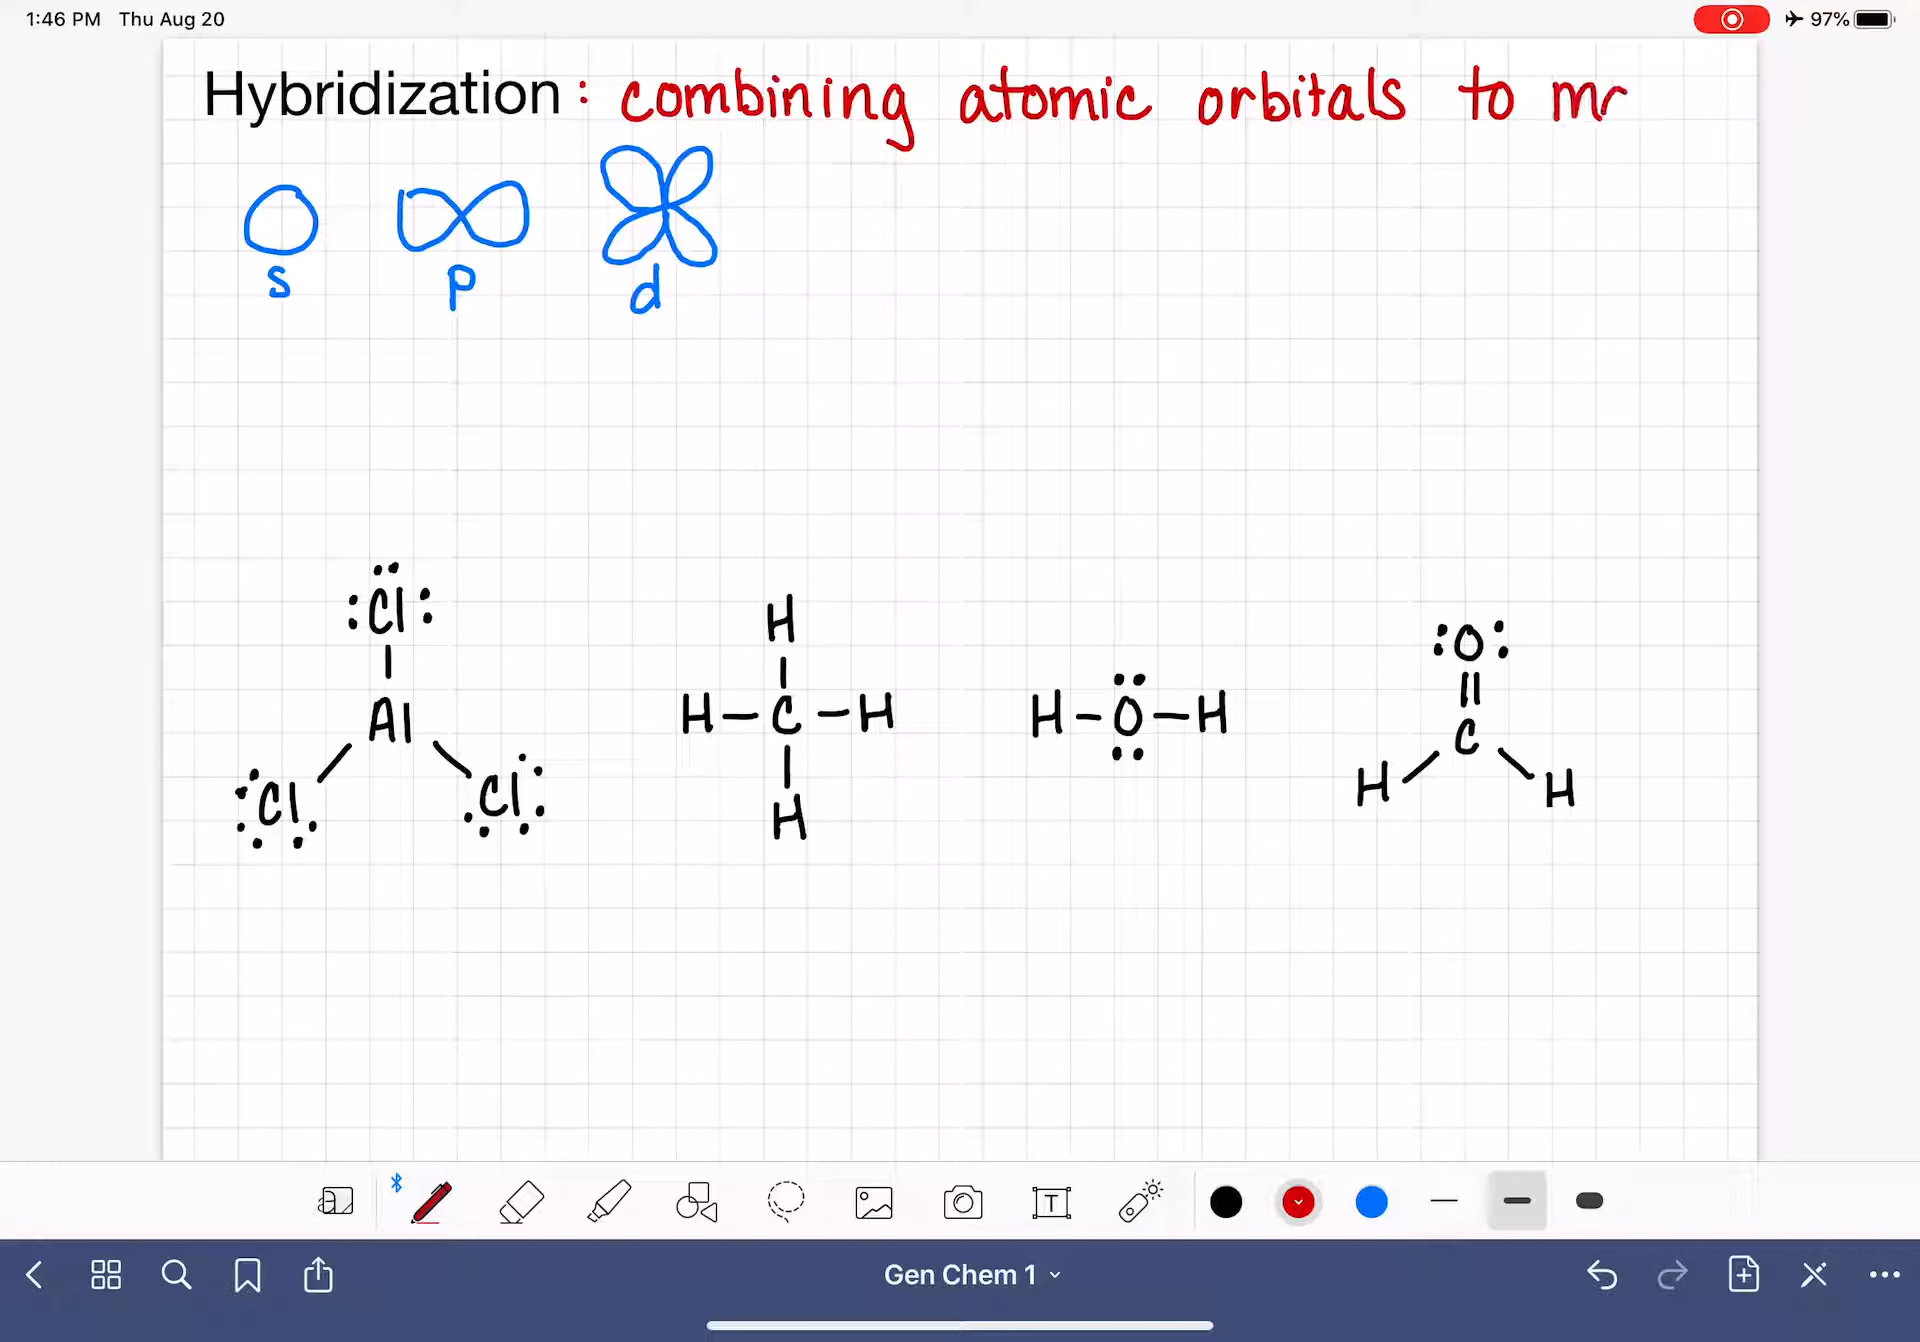 1:46 PM Thu Aug 20
97%
Hybridization: combining atomic orbitals to
s p d
:Cl:
Al
Cl Cl:
H
H-C-H
H
H-O-H
:O:
C
H H
T
Gen Chem 1